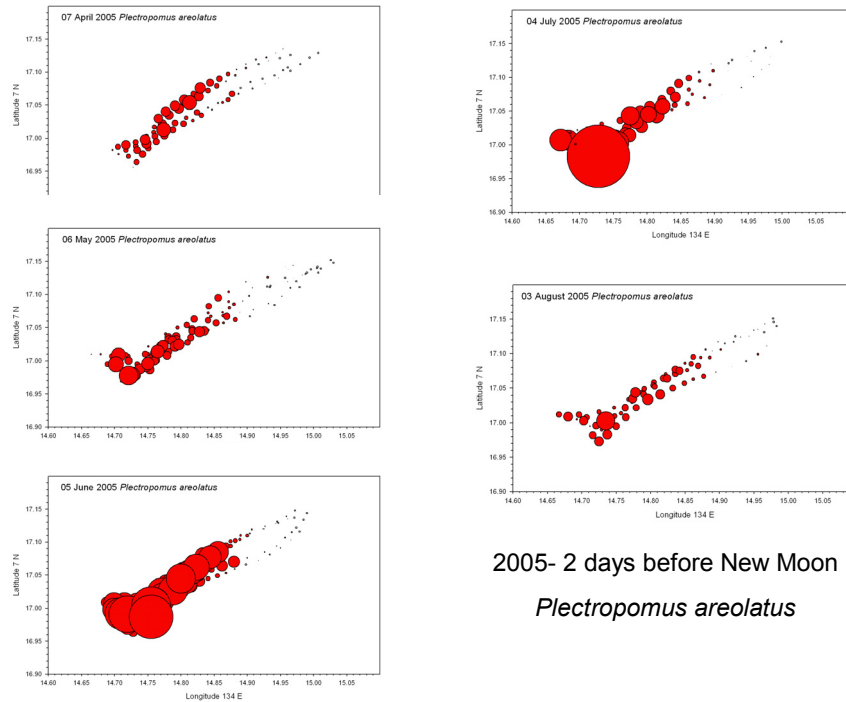 07 April 2005 Plectropomus areolatus
Latitude 7 N
17.15
17.10
17.05
17.00
16.95
06 May 2005 Plectropomus areolatus
Latitude 7 N
17.15
17.10
17.05
17.00
16.95
16.90
14.60 14.65 14.70 14.75 14.80 14.85 14.90 14.95 15.00 15.05
05 June 2005 Plectropomus areolatus
Latitude 7 N
17.15
17.10
17.05
17.00
16.95
16.90
14.60 14.65 14.70 14.75 14.80 14.85 14.90 14.95 15.00 15.05
Longitude 134 E
04 July 2005 Plectropomus areolatus
Latitude 7 N
17.15
17.10
17.05
17.00
16.95
16.90
14.60 14.65 14.70 14.75 14.80 14.85 14.90 14.95 15.00 15.05
Longitude 134 E
03 August 2005 Plectropomus areolatus
Latitude 7 N
17.15
17.10
17.05
17.00
16.95
16.90
14.60 14.65 14.70 14.75 14.80 14.85 14.90 14.95 15.00 15.05
2005- 2 days before New Moon
Plectropomus areolatus